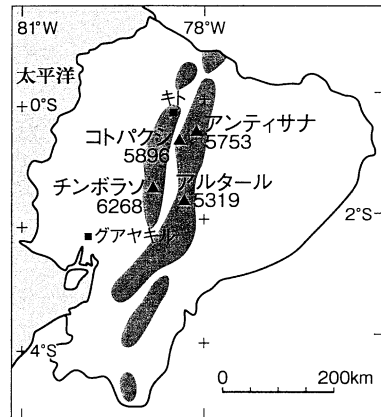 81°W
78°W
太平洋
0°S
キト
アンティサナ
5753
コトパクシ
5896
チンボラソ
6268
アルタール
5319
2°S
グアヤキル
4°S
0
200km